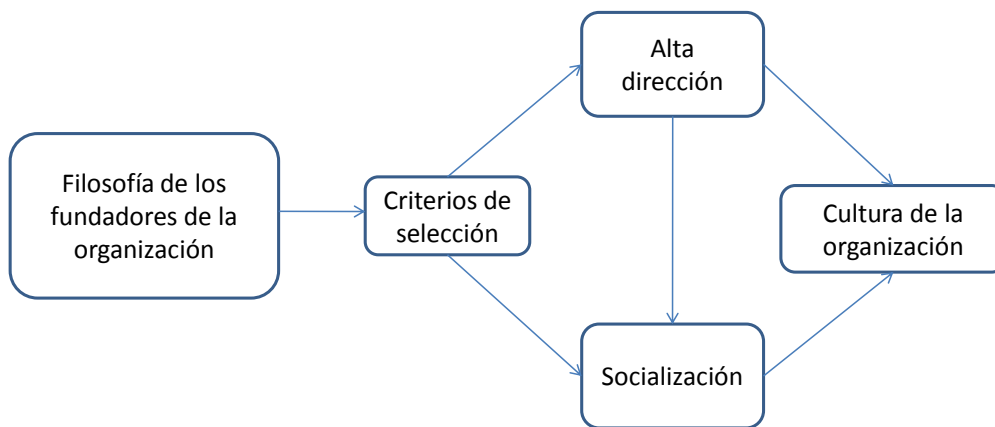 Filosofía de los
fundadores de la
organización
Criterios de
selección
Alta
dirección
Socialización
Cultura de la
organización